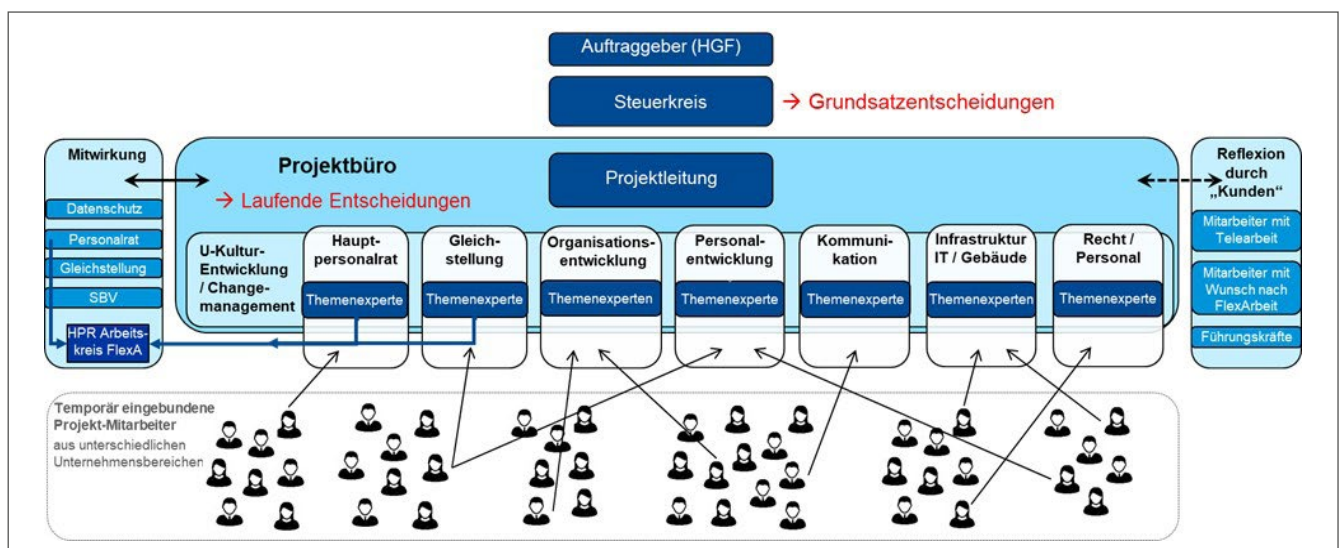 Auftraggeber (HGF)
Steuerkreis
→ Grundsatzentscheidungen
Mitwirkung
Datenschutz
Personalrat
Gleichstellung
SBV
HPR Arbeits-
kreis FlexA
Projektbüro
→ Laufende Entscheidungen
Projektleitung
U-Kultur-
Entwicklung
/ Change-
management
Haupt-
personalrat
Themenexperte
Gleich-
stellung
Themenexperte
Organisations-
entwicklung
Themenexperten
Personal-
entwicklung
Themenexperte
Kommuni-
kation
Themenexperte
Infrastruktur
IT / Gebäude
Themenexperten
Recht /
Personal
Themenexperte
Reflexion
durch
„Kunden“
Mitarbeiter mit
Telearbeit
Mitarbeiter mit
Wunsch nach
FlexArbeit
Führungskräfte
Temporär eingebundene
Projekt-Mitarbeiter
aus unterschiedlichen
Unternehmensbereichen